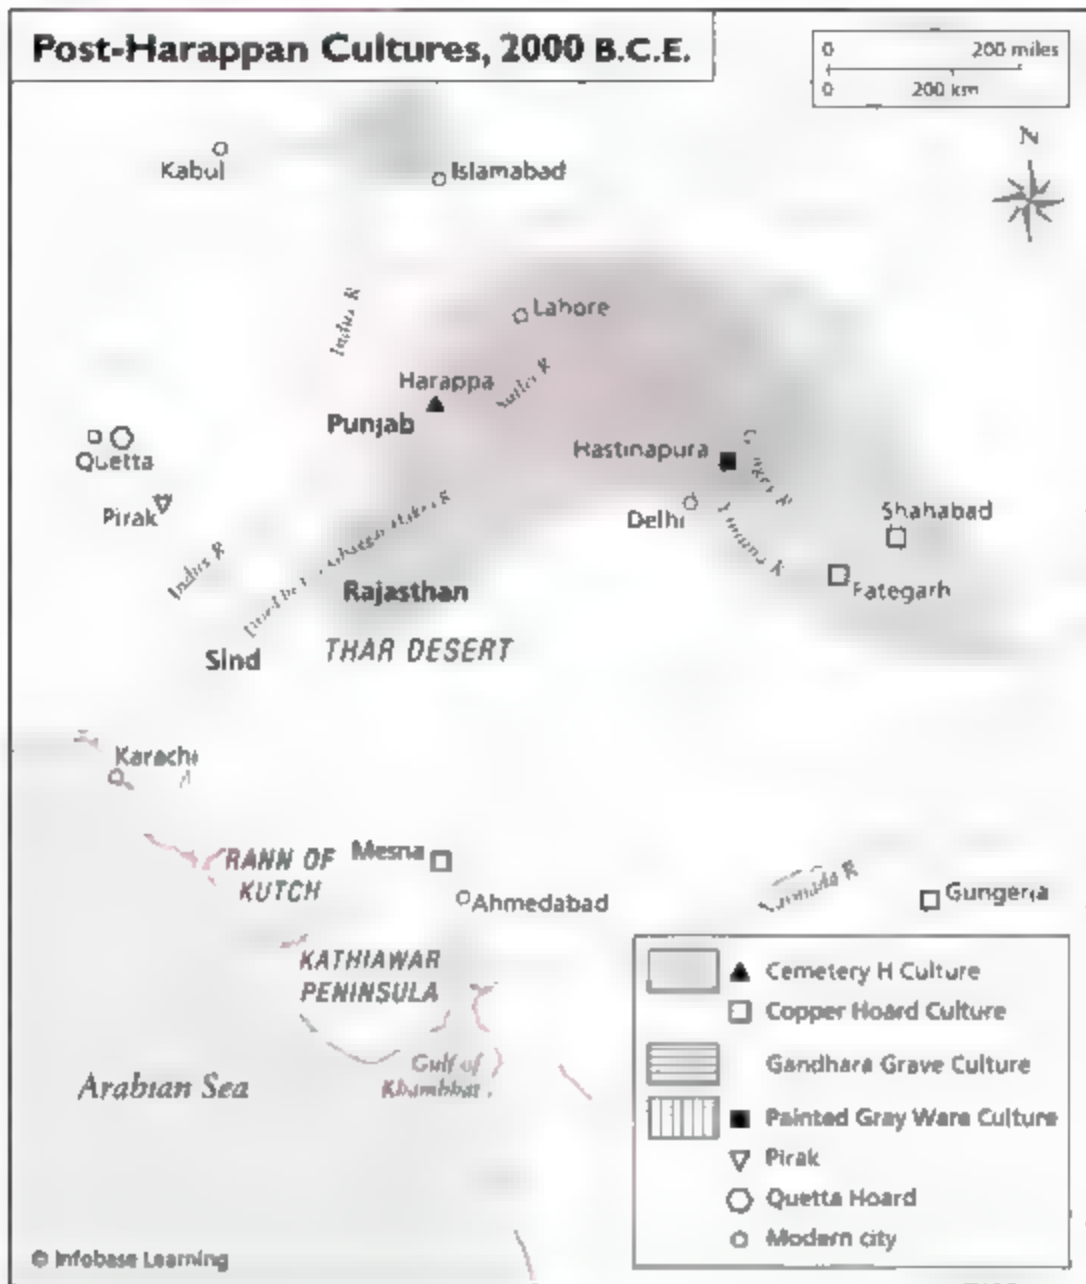 Post-Harappan Cultures, 2000 B.C.E.
0 200 miles
0 200 km
N
Kabul
Islamabad
Indus R
Lahore
Harappa
Punjab
Hastinapura
Quetta
Pirak
Delhi
Yamuna R
Shahabad
Fategarh
Indus R
Rajasthan
THAR DESERT
Sind
Karachi
RANN OF
KUTCH
Mesna
Ahmedabad
Gungeria
KATHIAWAR
PENINSULA
Gulf of
Khambhat
Arabian Sea
Cemetery H Culture
Copper Hoard Culture
Gandhara Grave Culture
Painted Gray Ware Culture
Pirak
Quetta Hoard
Modern city
© Infobase Learning